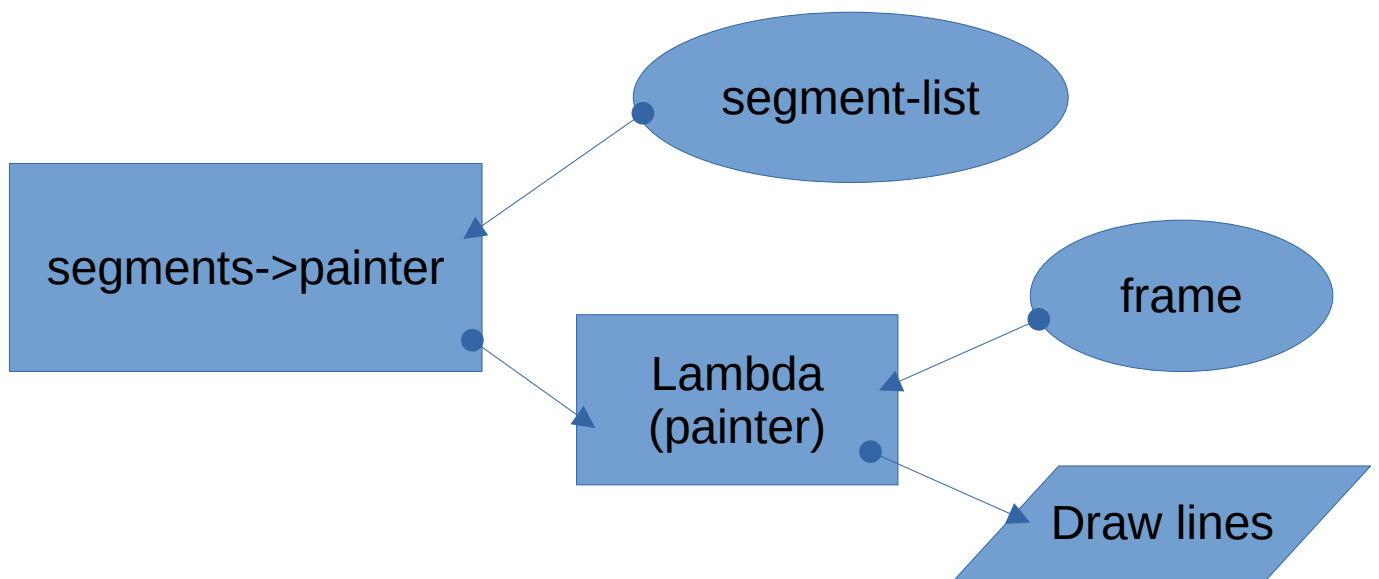 segment-list
segments->painter
frame
Lambda
(painter)
Draw lines